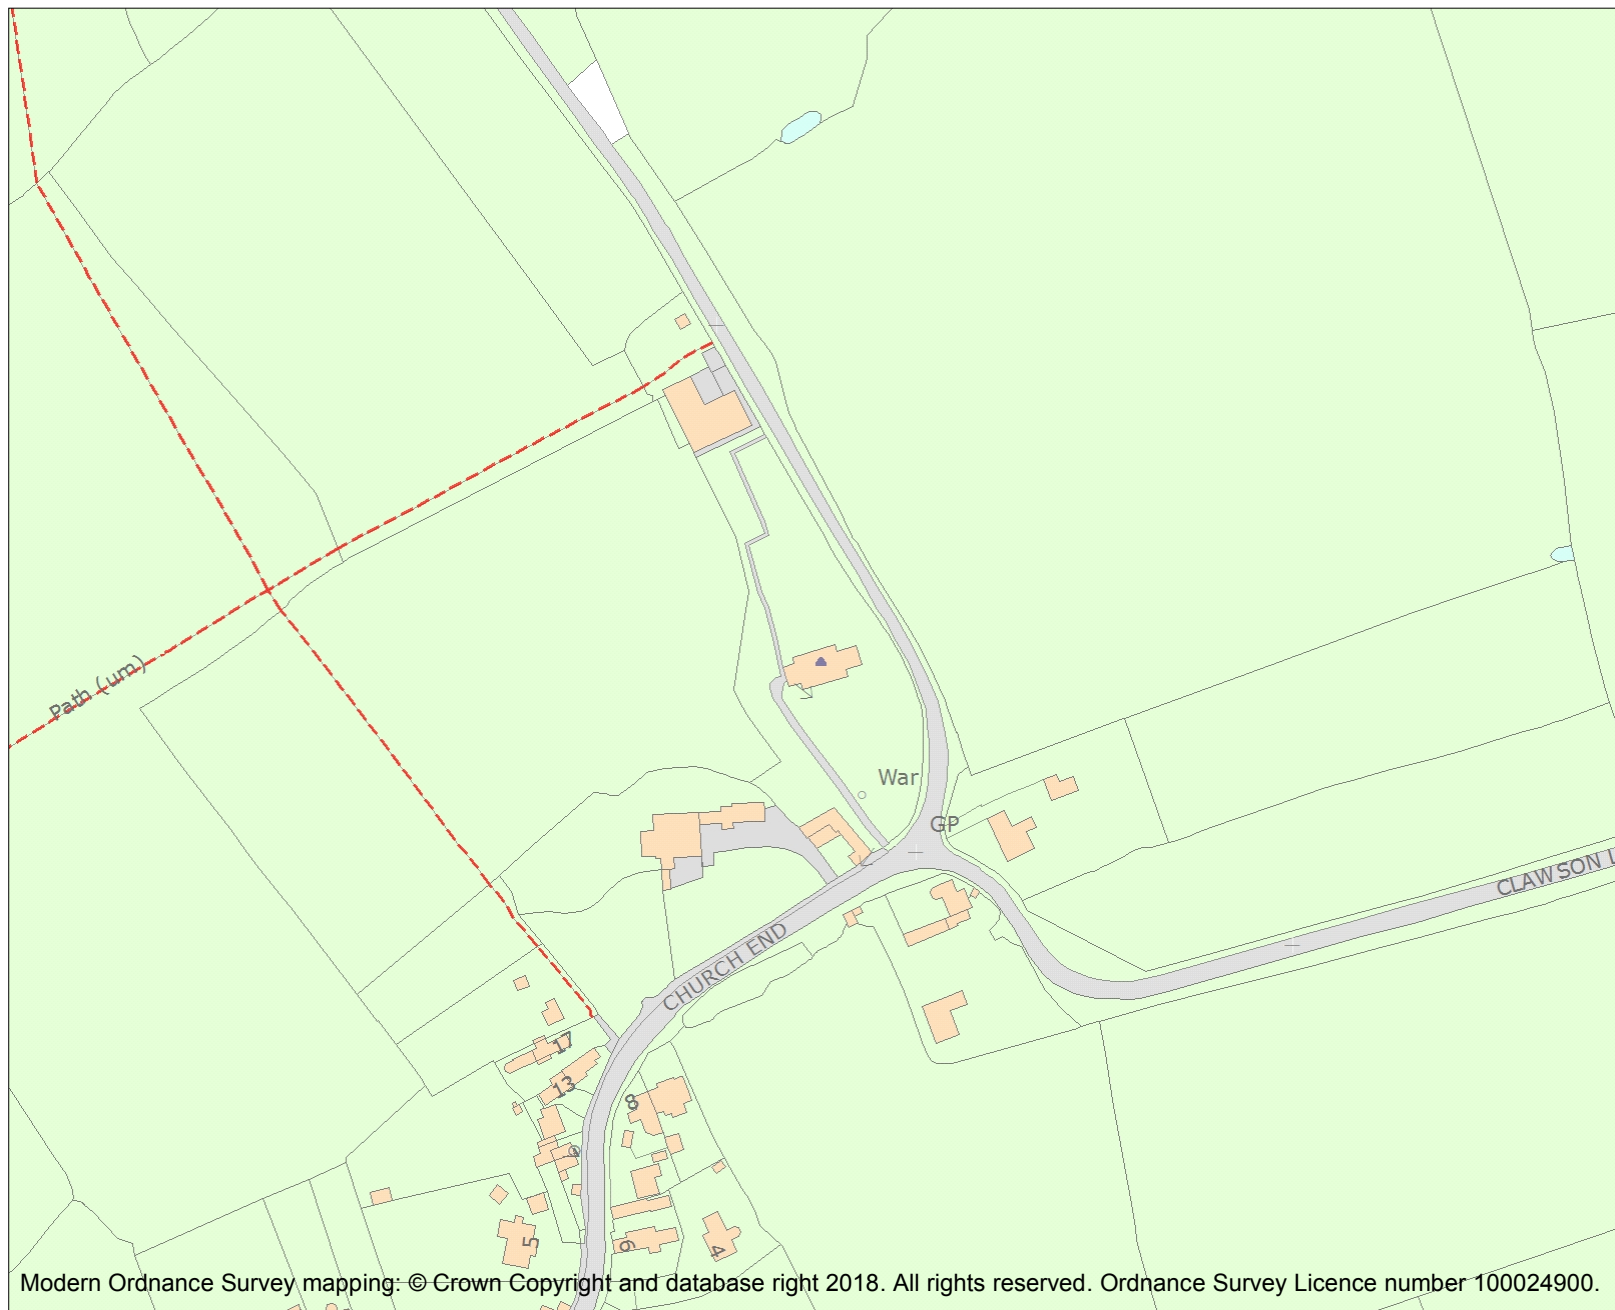 Path (um)
War
GP
CLAWSON L
CHURCH END
17
13
8
5
6
4
Modern Ordnance Survey mapping: © Crown Copyright and database right 2018. All rights reserved. Ordnance Survey Licence number 100024900.